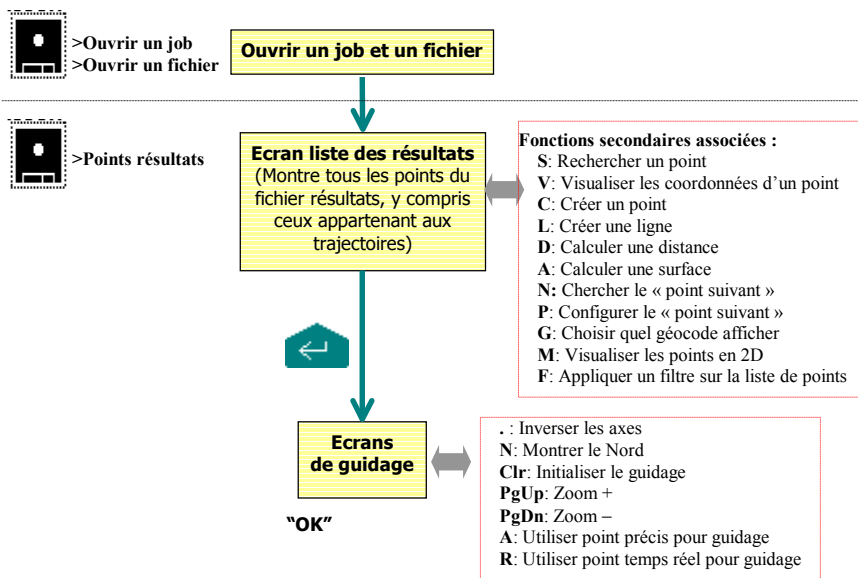 >Ouvrir un job
>Ouvrir un fichier
Ouvrir un job et un fichier
>Points résultats
Ecran liste des résultats
(Montre tous les points du
fichier résultats, y compris
ceux appartenant aux
trajectoires)
Fonctions secondaires associées :
S: Rechercher un point
V: Visualiser les coordonnées d’un point
C: Créer un point
L: Créer une ligne
D: Calculer une distance
A: Calculer une surface
N: Chercher le « point suivant »
P: Configurer le « point suivant »
G: Choisir quel géocode afficher
M: Visualiser les points en 2D
F: Appliquer un filtre sur la liste de points
Ecrans
de guidage
“OK”
. : Inverser les axes
N: Montrer le Nord
Clr: Initialiser le guidage
PgUp: Zoom +
PgDn: Zoom –
A: Utiliser point précis pour guidage
R: Utiliser point temps réel pour guidage